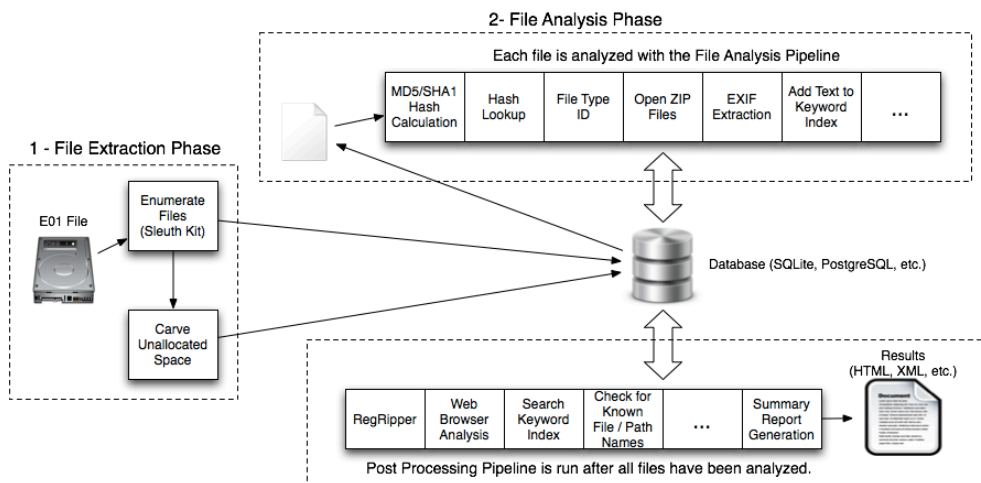 2- File Analysis Phase
Each file is analyzed with the File Analysis Pipeline
MD5/SHA1
Hash
Calculation
Hash
Lookup
File Type
ID
Open ZIP
Files
EXIF
Extraction
Add Text to
Keyword
Index
...
1 - File Extraction Phase
E01 File
Enumerate
Files
(Sleuth Kit)
Carve
Unallocated
Space
Database (SQLite, PostgreSQL, etc.)
RegRipper
Web
Browser
Analysis
Search
Keyword
Index
Check for
Known
File / Path
Names
...
Summary
Report
Generation
Results
(HTML, XML, etc.)
Document
Post Processing Pipeline is run after all files have been analyzed.